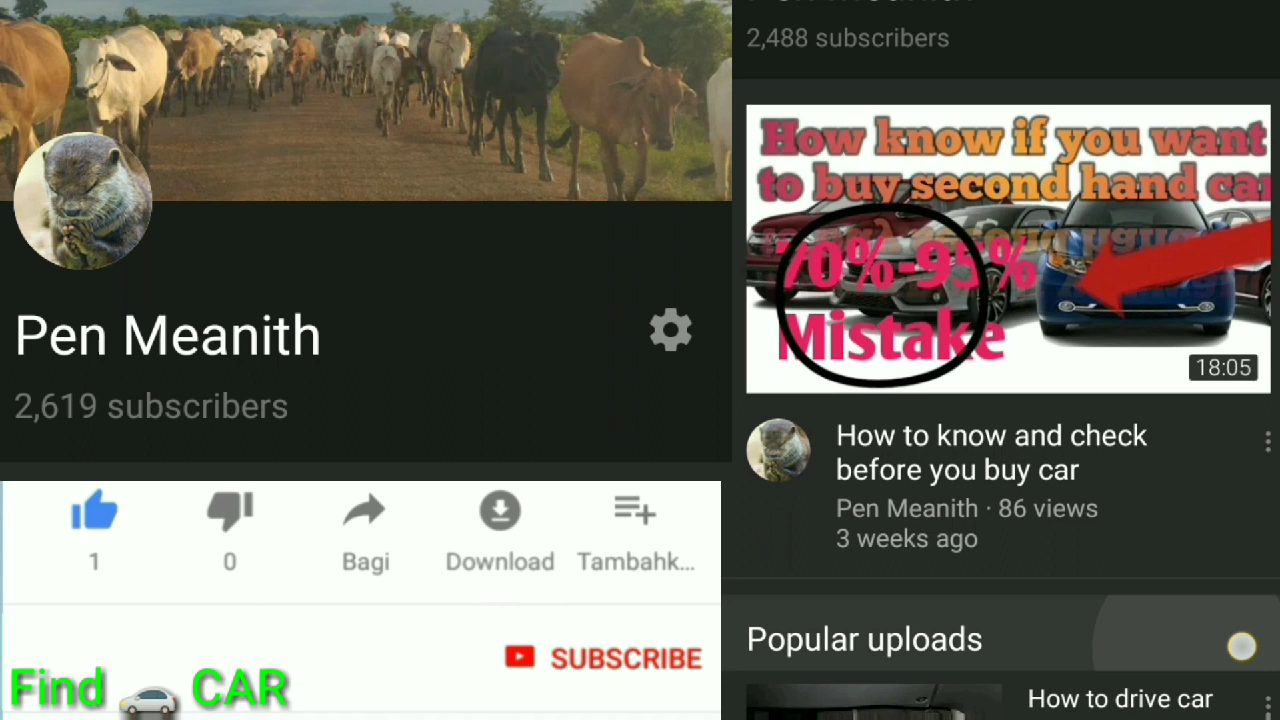 Pen Meanith
2,619 subscribers
1
0
Bagi
Download
Tambahk...
SUBSCRIBE
Find CAR
2,488 subscribers
How know if you want
to buy second hand car
70%-95%
Mistake
18:05
How to know and check
before you buy car
Pen Meanith · 86 views
3 weeks ago
Popular uploads
How to drive car